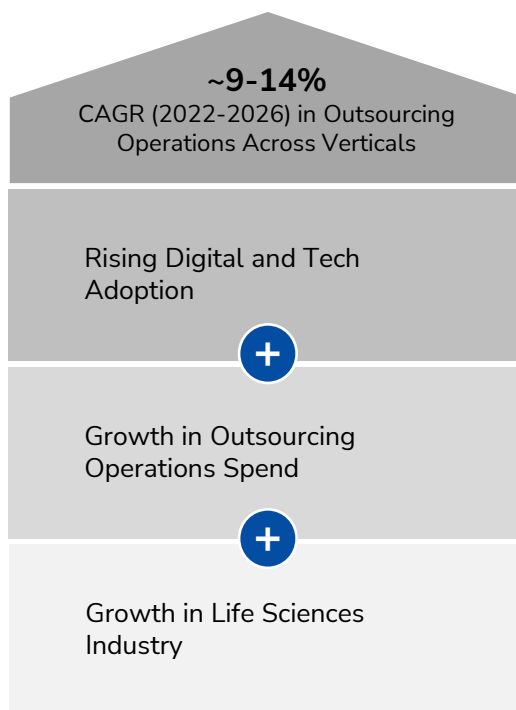 ~9-14%
CAGR (2022-2026) in Outsourcing
Operations Across Verticals
Rising Digital and Tech
Adoption
+
Growth in Outsourcing
Operations Spend
+
Growth in Life Sciences
Industry